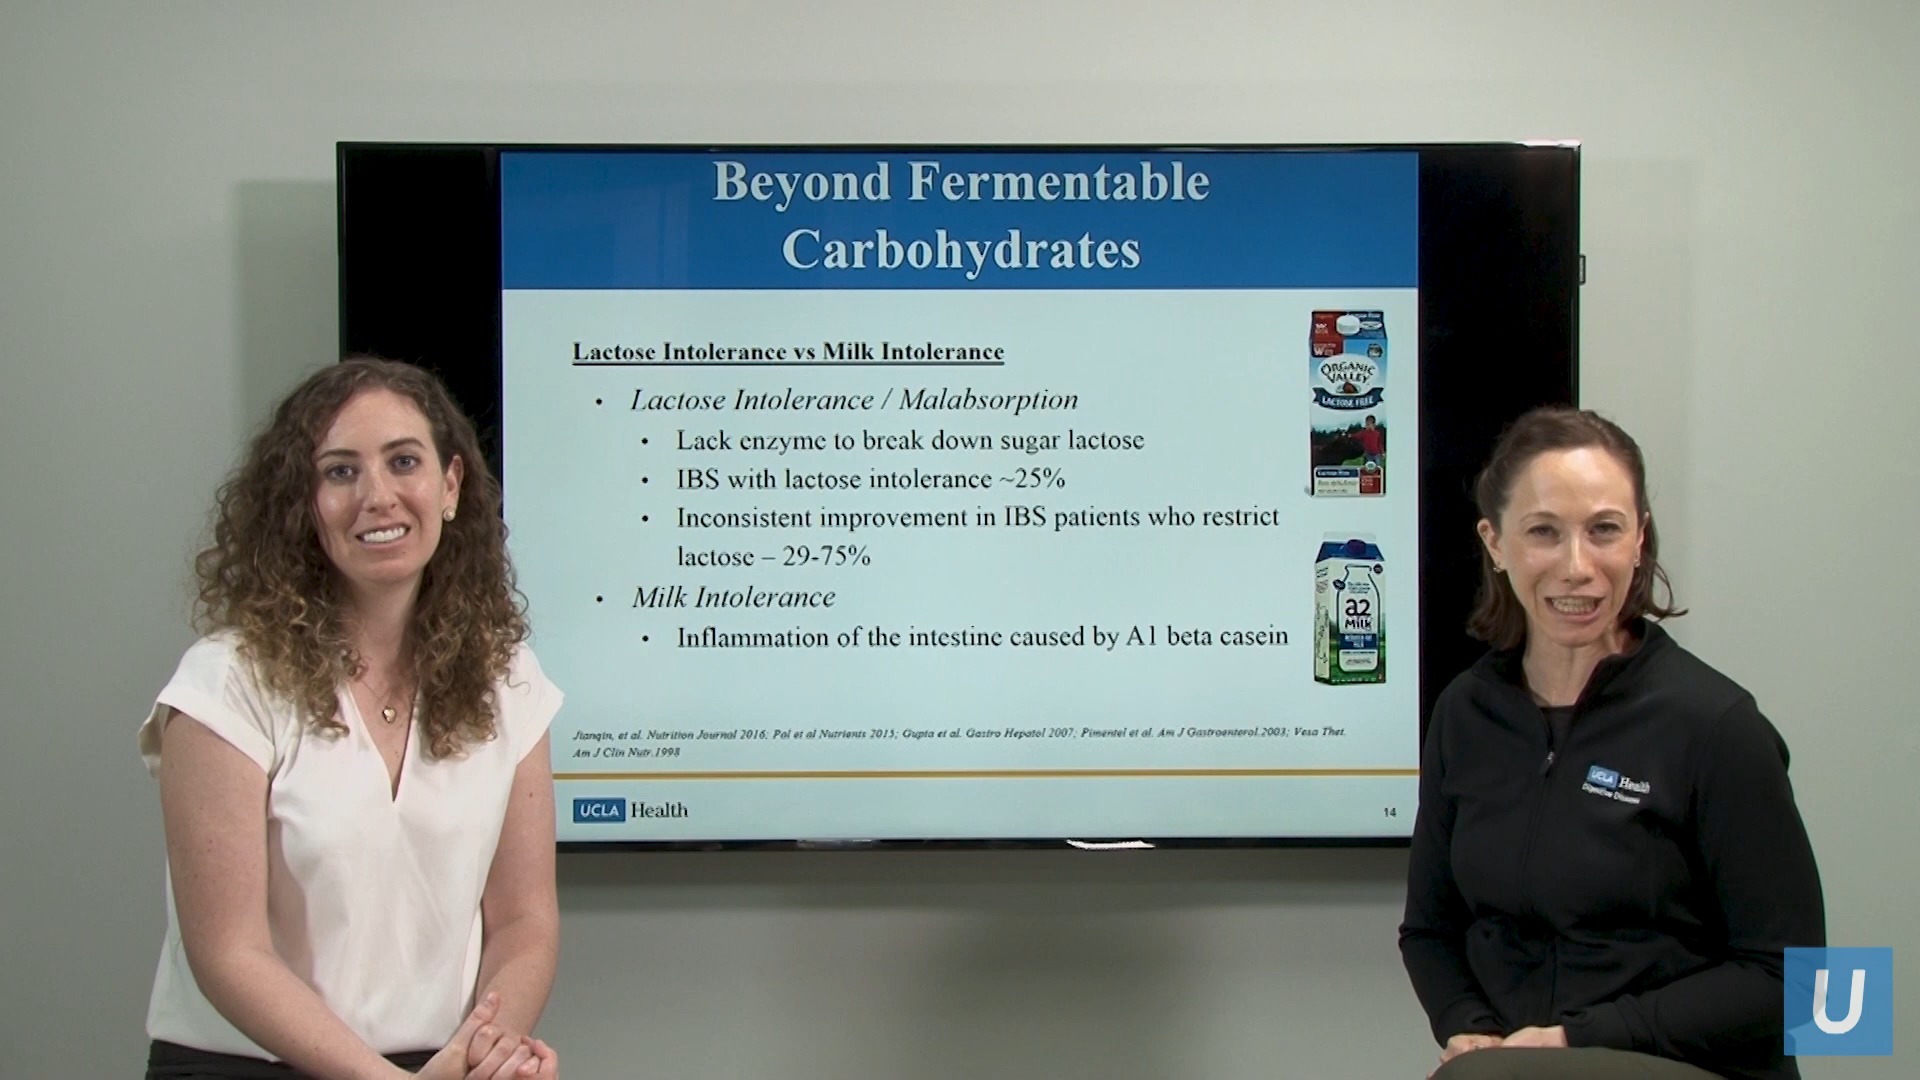 Beyond Fermentable
Carbohydrates
Lactose Intolerance vs Milk Intolerance
• Lactose Intolerance / Malabsorption
• Lack enzyme to break down sugar lactose
• IBS with lactose intolerance ~25%
• Inconsistent improvement in IBS patients who restrict
lactose – 29-75%
• Milk Intolerance
• Inflammation of the intestine caused by A1 beta casein
ORGANIC
VALLEY
LACTOSE FREE
a2
Milk
Jianqin, et al. Nutrition Journal 2016; Pal et al Nutrients 2015; Gupta et al. Gastro Hepatol 2007; Pimentel et al. Am J Gastroenterol.2003; Vesa Thet.
Am J Clin Nutr.1998
UCLA Health
14
UCLA Health
Digestive Diseases
U